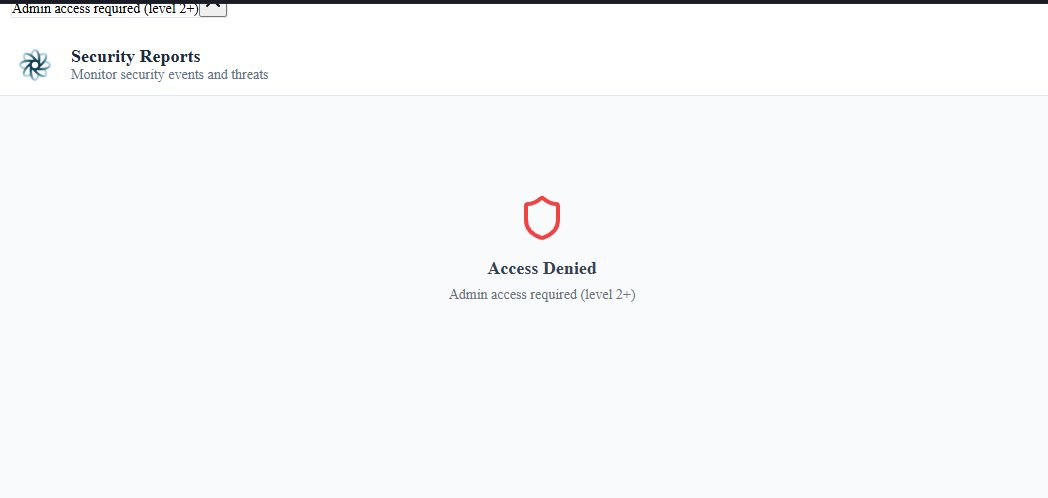 Admin access required (level 2+)
Security Reports
Monitor security events and threats
Access Denied
Admin access required (level 2+)